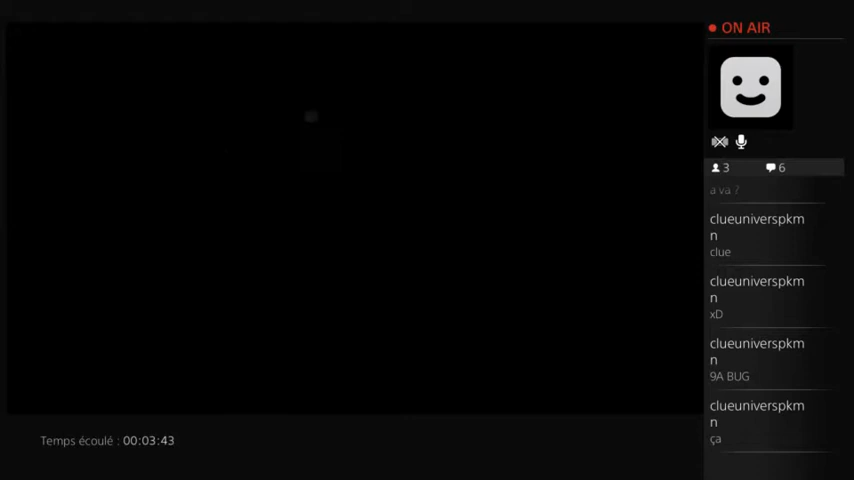 ON AIR
3 6
a va ?
clueuniverspkm
n
clue
clueuniverspkm
n
xD
clueuniverspkm
n
9A BUG
clueuniverspkm
n
ça
Temps écoulé : 00:03:43